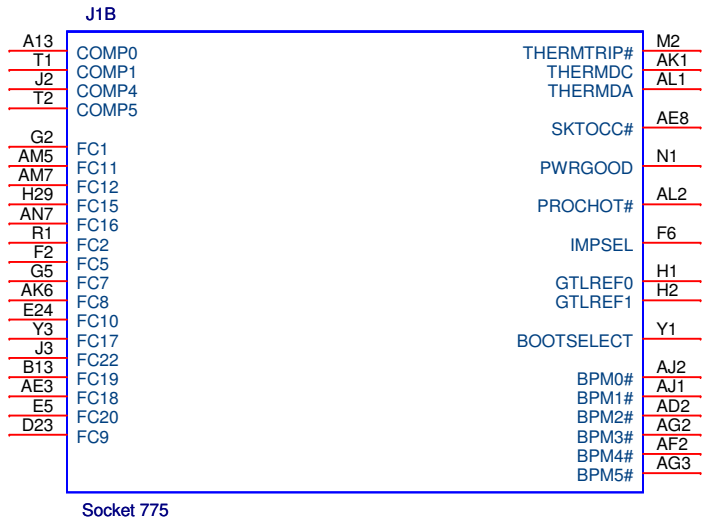 J1B
A13 COMP0
T1 COMP1
J2 COMP4
T2 COMP5
G2 FC1
AM5 FC11
AM7 FC12
H29 FC15
AN7 FC16
R1 FC2
F2 FC5
G5 FC7
AK6 FC8
E24 FC10
Y3 FC17
J3 FC22
B13 FC19
AE3 FC18
E5 FC20
D23 FC9
THERMTRIP# M2
THERMDC AK1
THERMDA AL1
SKTOCC# AE8
PWRGOOD N1
PROCHOT# AL2
IMPSEL F6
GTLREF0 H1
GTLREF1 H2
BOOTSELECT Y1
BPM0# AJ2
BPM1# AJ1
BPM2# AD2
BPM3# AG2
BPM4# AF2
BPM5# AG3
Socket 775